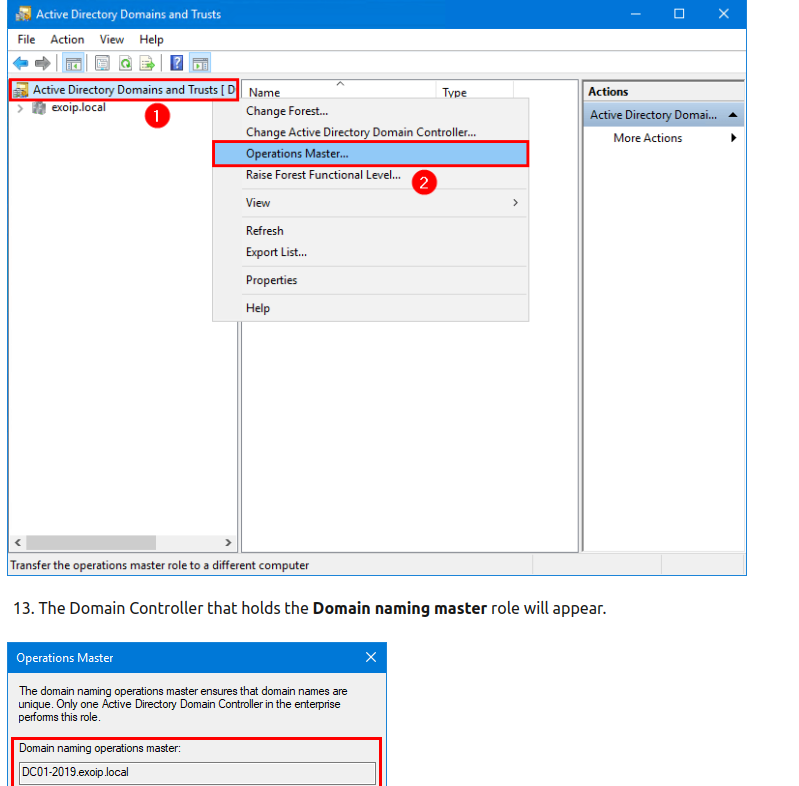 Active Directory Domains and Trusts
File Action View Help
Active Directory Domains and Trusts [ D
exoip.local
1
Name Type
Change Forest...
Change Active Directory Domain Controller...
Operations Master...
Raise Forest Functional Level...
2
View
Refresh
Export List...
Properties
Help
Actions
Active Directory Domai...
More Actions
Transfer the operations master role to a different computer
13. The Domain Controller that holds the Domain naming master role will appear.
Operations Master
The domain naming operations master ensures that domain names are
unique. Only one Active Directory Domain Controller in the enterprise
performs this role.
Domain naming operations master:
DC01-2019.exoip.local